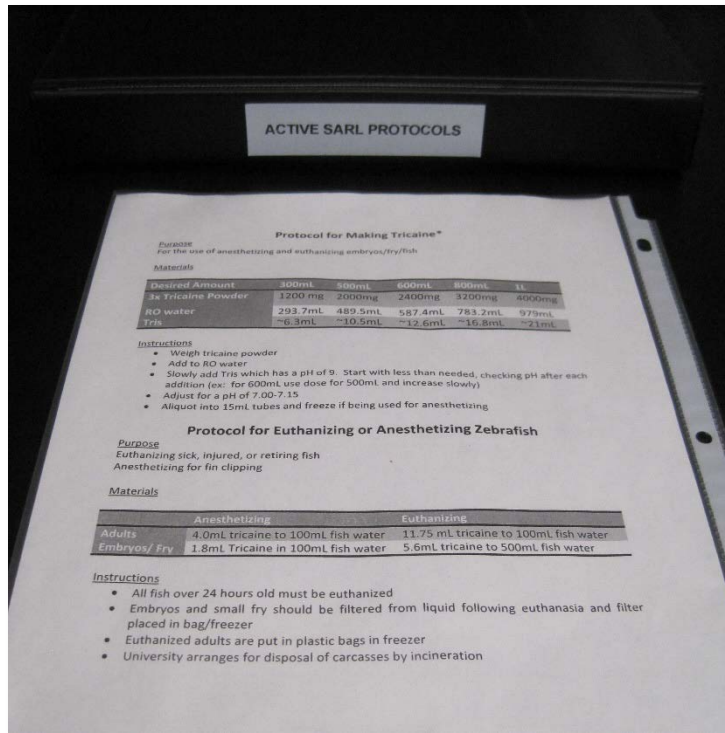 ACTIVE SARL PROTOCOLS
Protocol for Making Tricaine*
Purpose
For the use of anesthetizing and euthanizing embryos/fry/fish
Materials
Desired Amount 300mL 500mL 600mL 800mL 1L
3x Tricaine Powder 1200 mg 2000mg 2400mg 3200mg 4000mg
RO water 293.7mL 489.5mL 587.4mL 783.2mL 979mL
Tris ~6.3mL ~10.5mL ~12.6mL ~16.8mL ~21mL
Instructions
• Weigh tricaine powder
• Add to RO water
• Slowly add Tris which has a pH of 9. Start with less than needed, checking pH after each
addition (ex: for 600mL use dose for 500mL and increase slowly)
• Adjust for a pH of 7.00-7.15
• Aliquot into 15mL tubes and freeze if being used for anesthetizing
Protocol for Euthanizing or Anesthetizing Zebrafish
Purpose
Euthanizing sick, injured, or retiring fish
Anesthetizing for fin clipping
Materials
Anesthetizing Euthanizing
Adults 4.0mL tricaine to 100mL fish water 11.75 mL tricaine to 100mL fish water
Embryos/ Fry 1.8mL Tricaine in 100mL fish water 5.6mL tricaine to 500mL fish water
Instructions
• All fish over 24 hours old must be euthanized
• Embryos and small fry should be filtered from liquid following euthanasia and filter
placed in bag/freezer
• Euthanized adults are put in plastic bags in freezer
• University arranges for disposal of carcasses by incineration